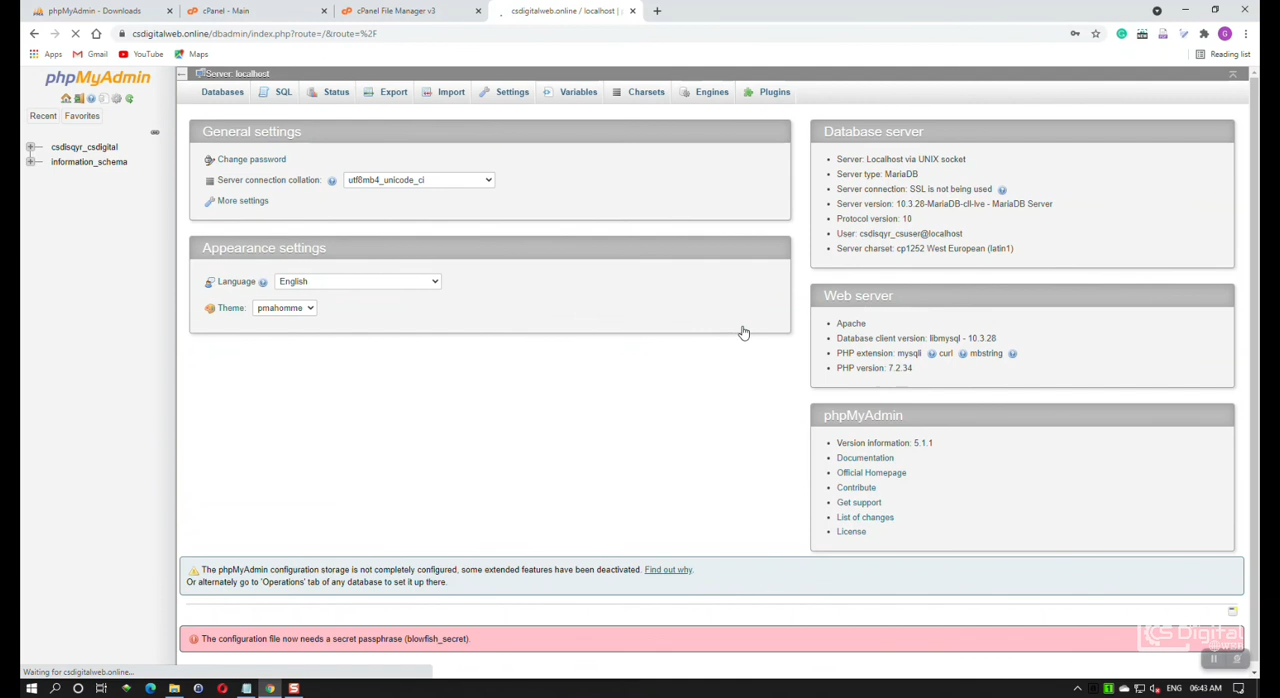 phpMyAdmin - Downloads
cPanel - Main
cPanel File Manager v3
csdigitalweb.online / localhost |
csdigitalweb.online/dbadmin/index.php?route=/&route=%2F
G
Apps
Gmail
YouTube
Maps
Reading list
phpMyAdmin
Server: localhost
Databases
SQL
Status
Export
Import
Settings
Variables
Charsets
Engines
Plugins
Recent
Favorites
csdisqyr_csdigital
information_schema
General settings
Change password
Server connection collation:
utf8mb4_unicode_ci
More settings
Appearance settings
Language
English
Theme:
pmahomme
Database server
Server: Localhost via UNIX socket
Server type: MariaDB
Server connection: SSL is not being used
Server version: 10.3.28-MariaDB-cll-lve - MariaDB Server
Protocol version: 10
User: csdisqyr_csuser@localhost
Server charset: cp1252 West European (latin1)
Web server
Apache
Database client version: libmysql - 10.3.28
PHP extension: mysqli curl mbstring
PHP version: 7.2.34
phpMyAdmin
Version information: 5.1.1
Documentation
Official Homepage
Contribute
Get support
List of changes
License
The phpMyAdmin configuration storage is not completely configured, some extended features have been deactivated. Find out why.
Or alternately go to 'Operations' tab of any database to set it up there.
The configuration file now needs a secret passphrase (blowfish_secret).
CS Digital
Waiting for csdigitalweb.online...
1
ENG
06:43 AM